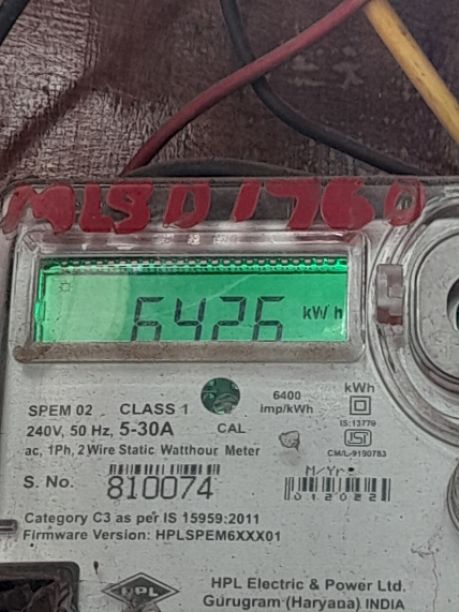 MLSD1760
6426 kWh
6400 imp/kWh
kWh
SPEM 02 CLASS 1
CAL
IS:13779
240V, 50 Hz, 5-30A
ISI
CM/L-9190783
ac, 1Ph, 2 Wire Static Watthour Meter
S. No. 810074
M/Yr.
012022
Category C3 as per IS 15959:2011
Firmware Version: HPLSPEM6XXX01
HPL
HPL Electric & Power Ltd.
Gurugram (Haryana) INDIA